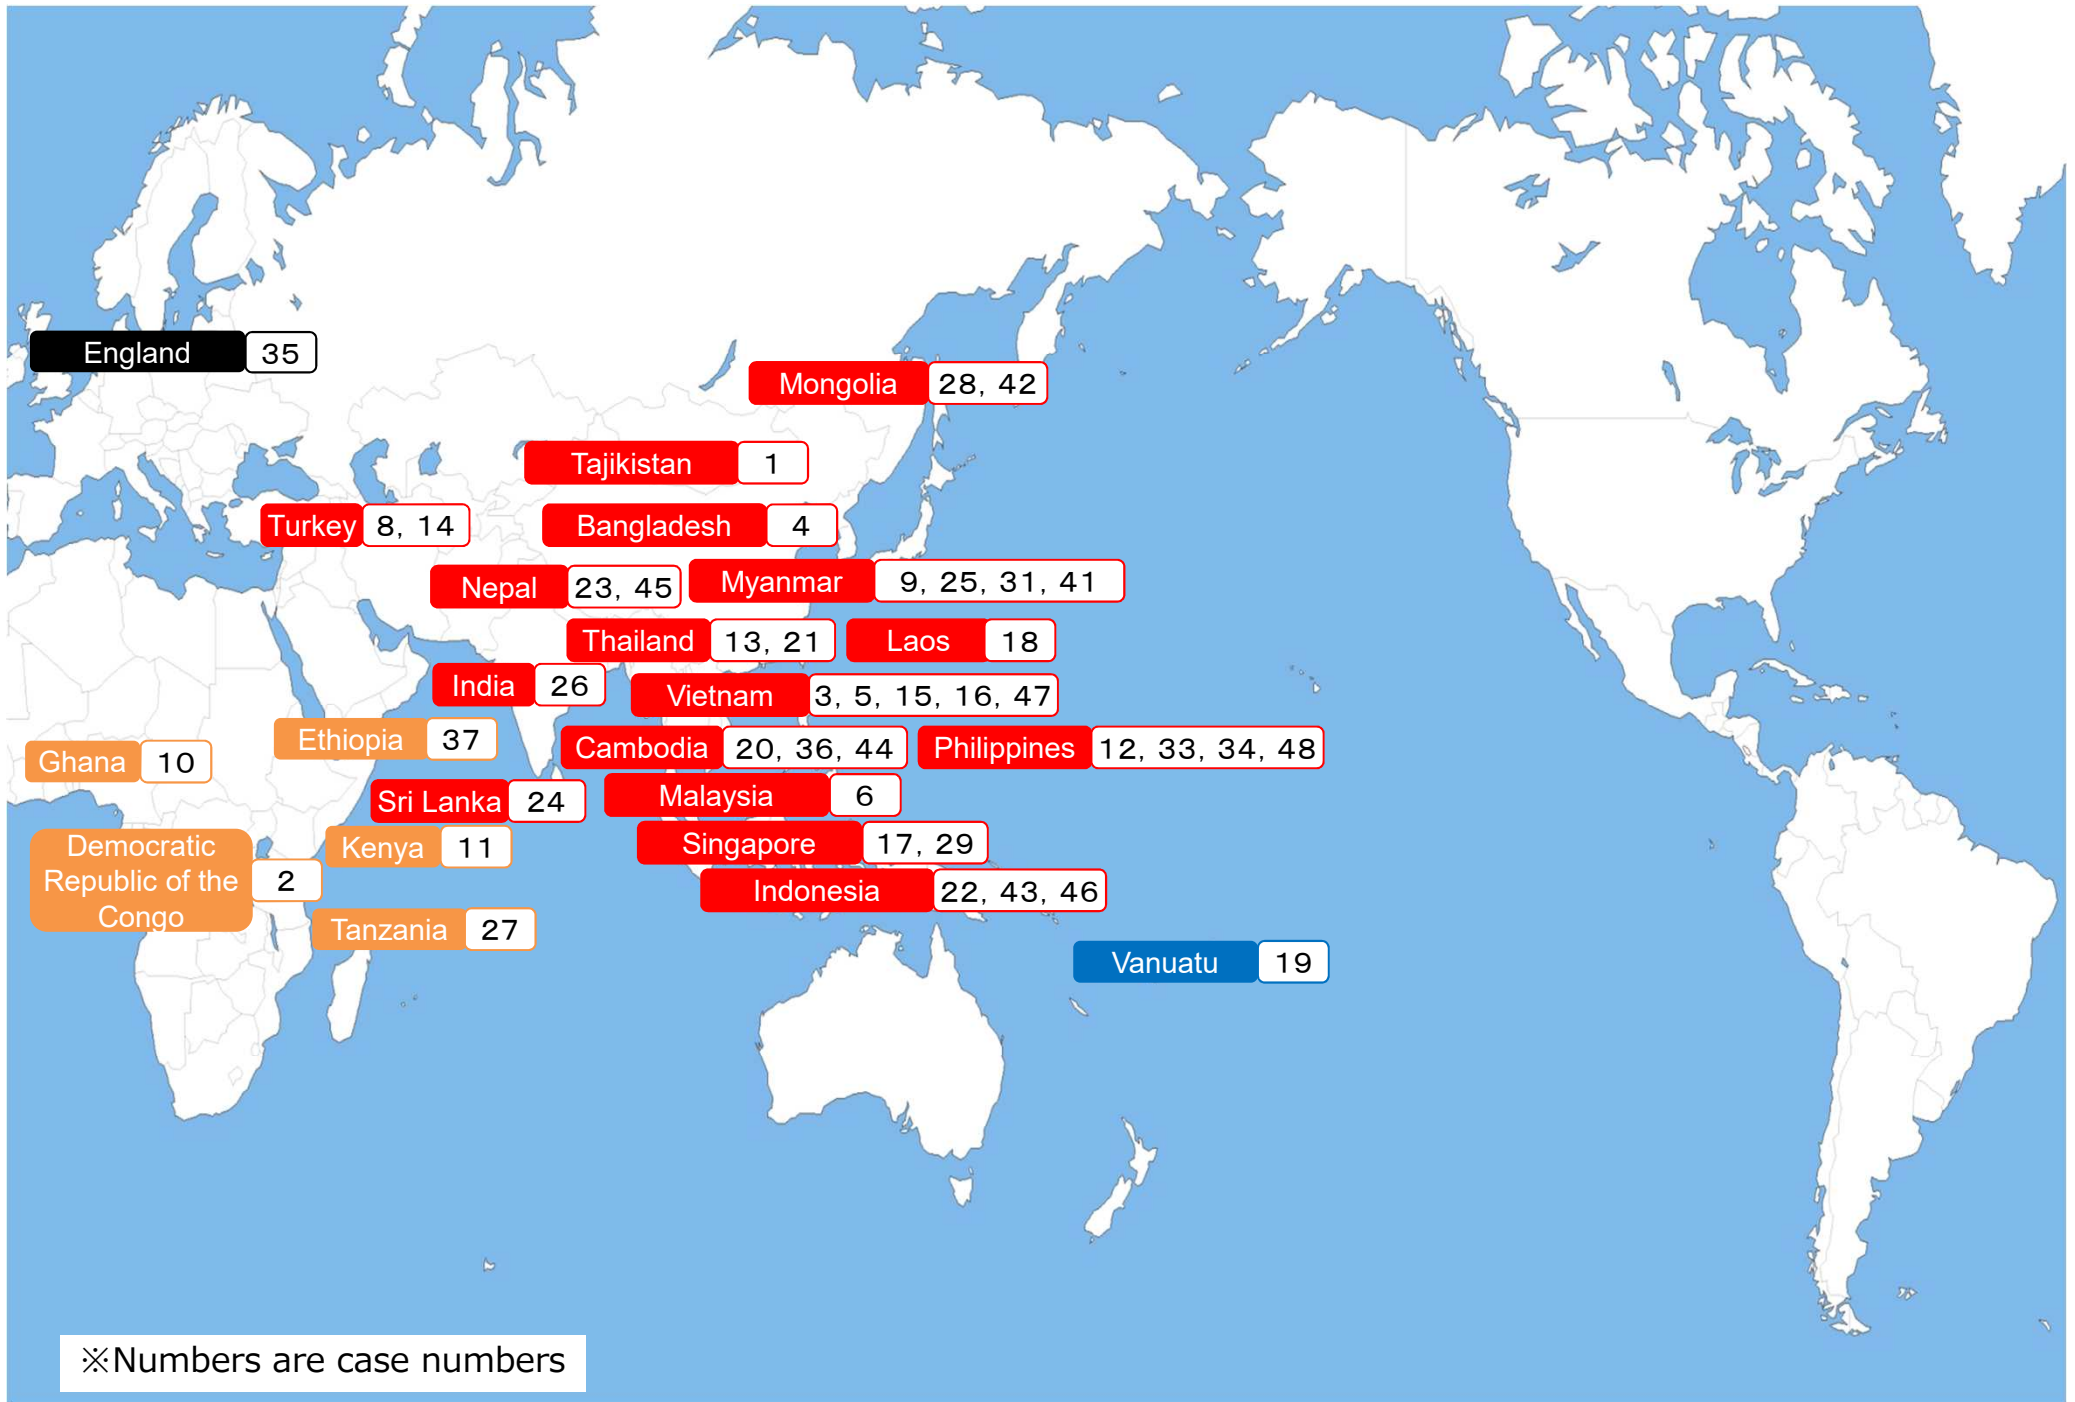 England 35
Mongolia 28, 42
Tajikistan 1
Turkey 8, 14
Bangladesh 4
Nepal 23, 45
Myanmar 9, 25, 31, 41
Thailand 13, 21
Laos 18
India 26
Vietnam 3, 5, 15, 16, 47
Ethiopia 37
Ghana 10
Cambodia 20, 36, 44
Philippines 12, 33, 34, 48
Sri Lanka 24
Malaysia 6
Kenya 11
Singapore 17, 29
Democratic
Republic of the
Congo
2
Indonesia 22, 43, 46
Tanzania 27
Vanuatu 19
※Numbers are case numbers